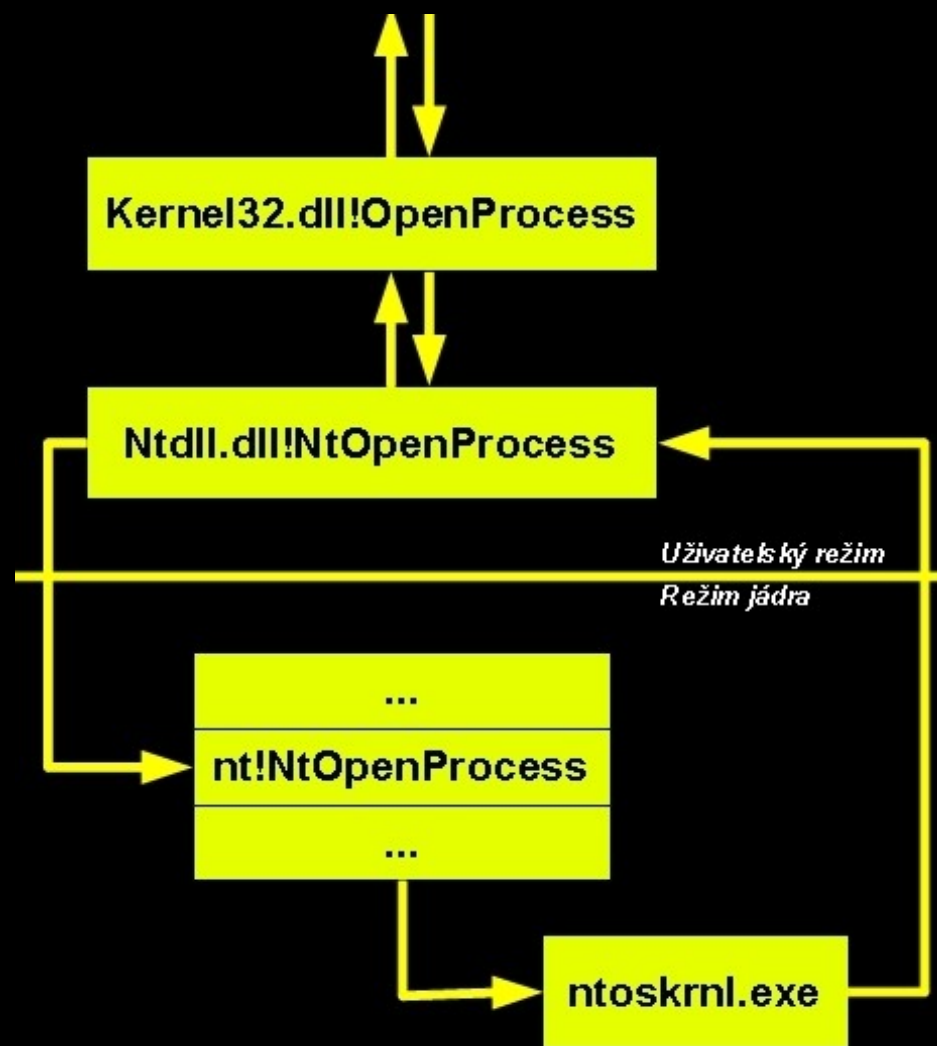 Kernel32.dll!OpenProcess
Ntdll.dll!NtOpenProcess
Uživatelský režim
Režim jádra
...
nt!NtOpenProcess
...
ntoskrnl.exe